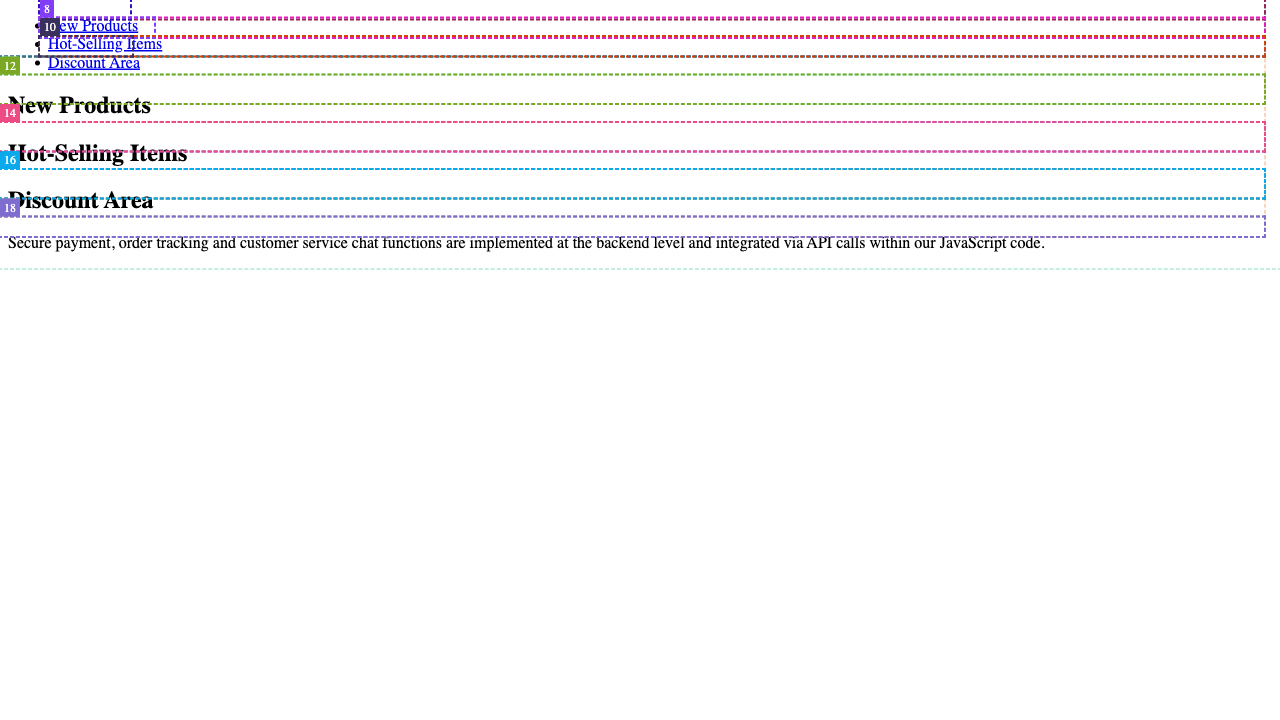 8
10
New Products
Hot-Selling Items
12
Discount Area
New Products
14
Hot-Selling Items
16
Discount Area
18
Secure payment, order tracking and customer service chat functions are implemented at the backend level and integrated via API calls within our JavaScript code.